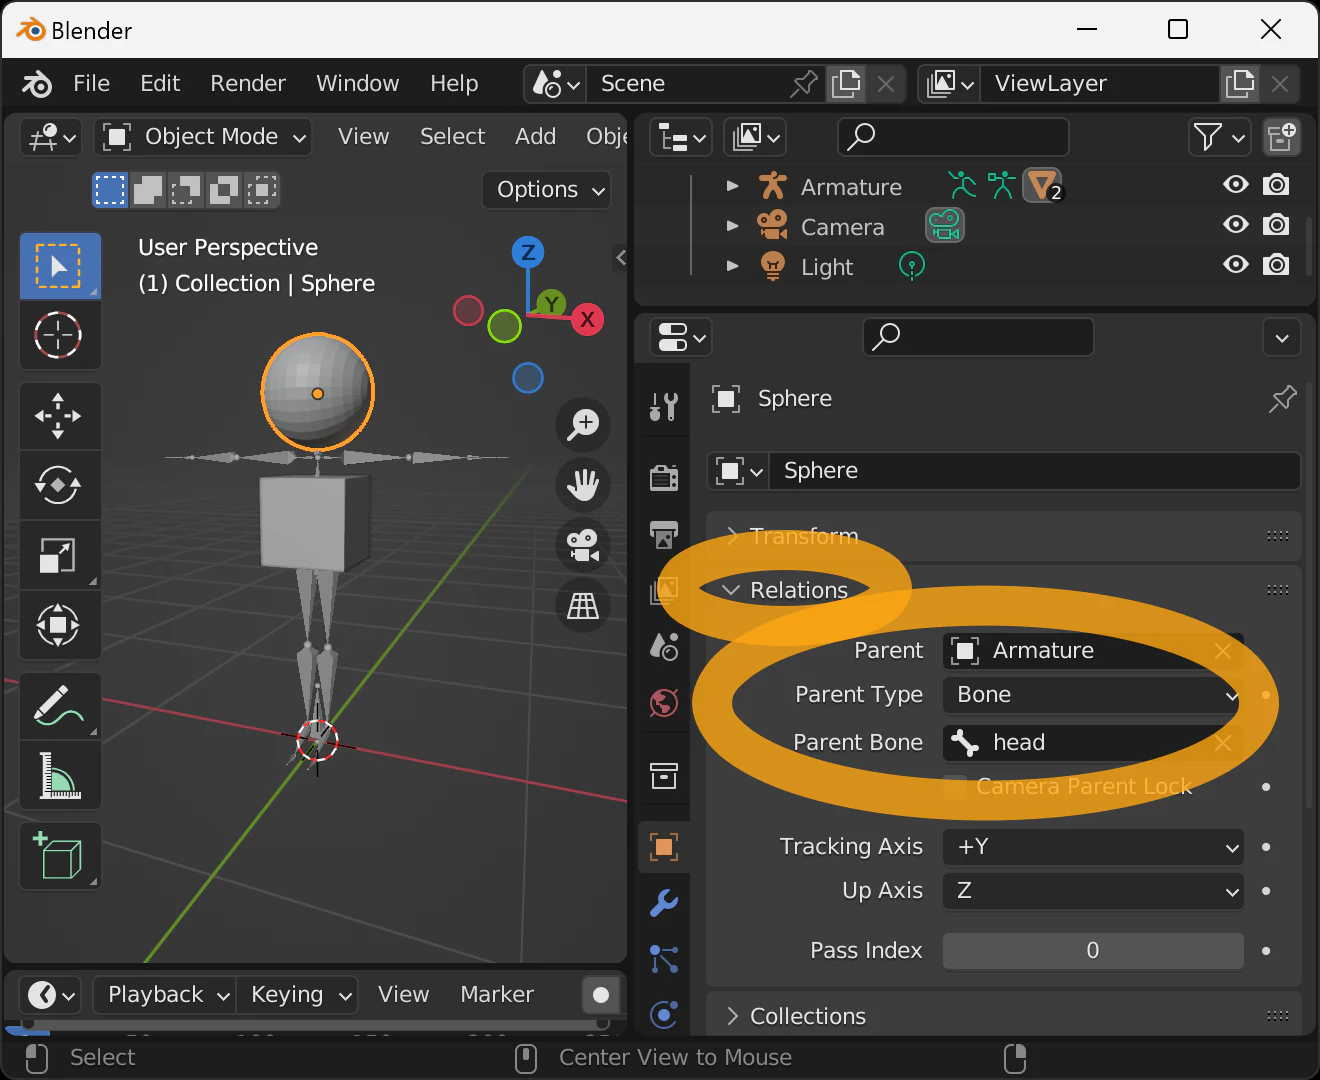 Blender
File Edit Render Window Help Scene ViewLayer
Object Mode View Select Add Obje
Options
User Perspective
(1) Collection | Sphere
Z
Y
X
Armature 2
Camera
Light
Sphere
Sphere
Transform
Relations
Parent Armature
Parent Type Bone
Parent Bone head
Camera Parent Lock
Tracking Axis +Y
Up Axis Z
Pass Index 0
Collections
Playback Keying View Marker
Select Center View to Mouse